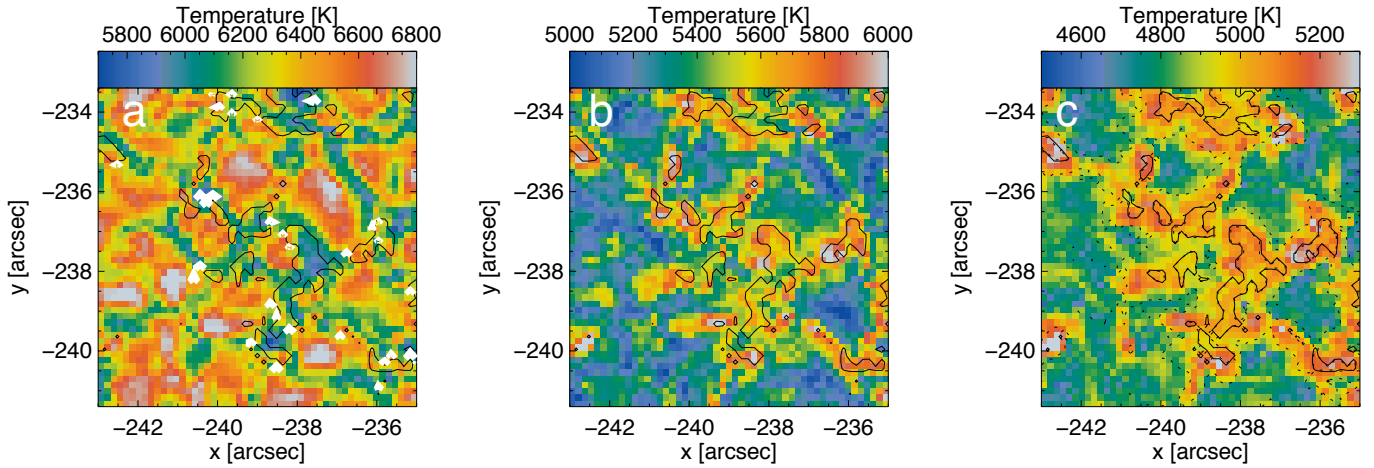 Temperature [K] Temperature [K] Temperature [K]
5800 6000 6200 6400 6600 6800 5000 5200 5400 5600 5800 6000 4600 4800 5000 5200
a b c
−234 −234 −234
−236 −236 −236
−238 −238 −238
−240 −240 −240
y [arcsec] y [arcsec] y [arcsec]
−242 −240 −238 −236 −242 −240 −238 −236 −242 −240 −238 −236
x [arcsec] x [arcsec] x [arcsec]